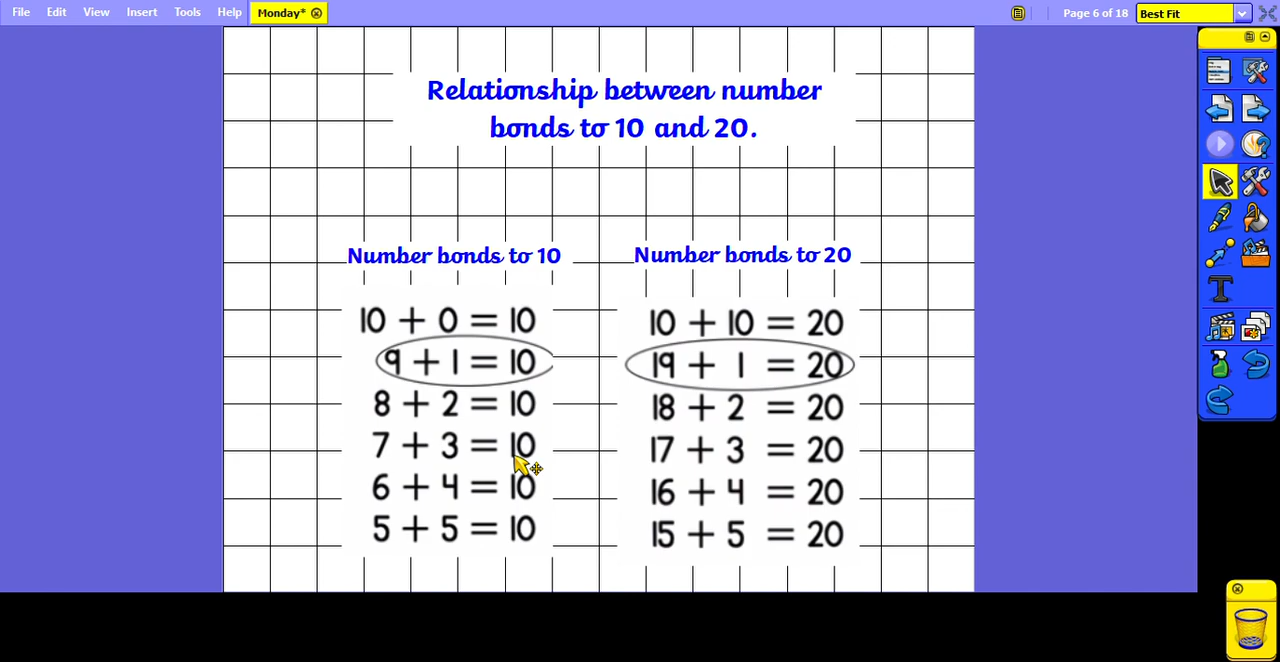 File Edit View Insert Tools Help Monday* Page 6 of 18 Best Fit
Relationship between number
bonds to 10 and 20.
Number bonds to 10
10 + 0 = 10
9 + 1 = 10
8 + 2 = 10
7 + 3 = 10
6 + 4 = 10
5 + 5 = 10
Number bonds to 20
10 + 10 = 20
19 + 1 = 20
18 + 2 = 20
17 + 3 = 20
16 + 4 = 20
15 + 5 = 20